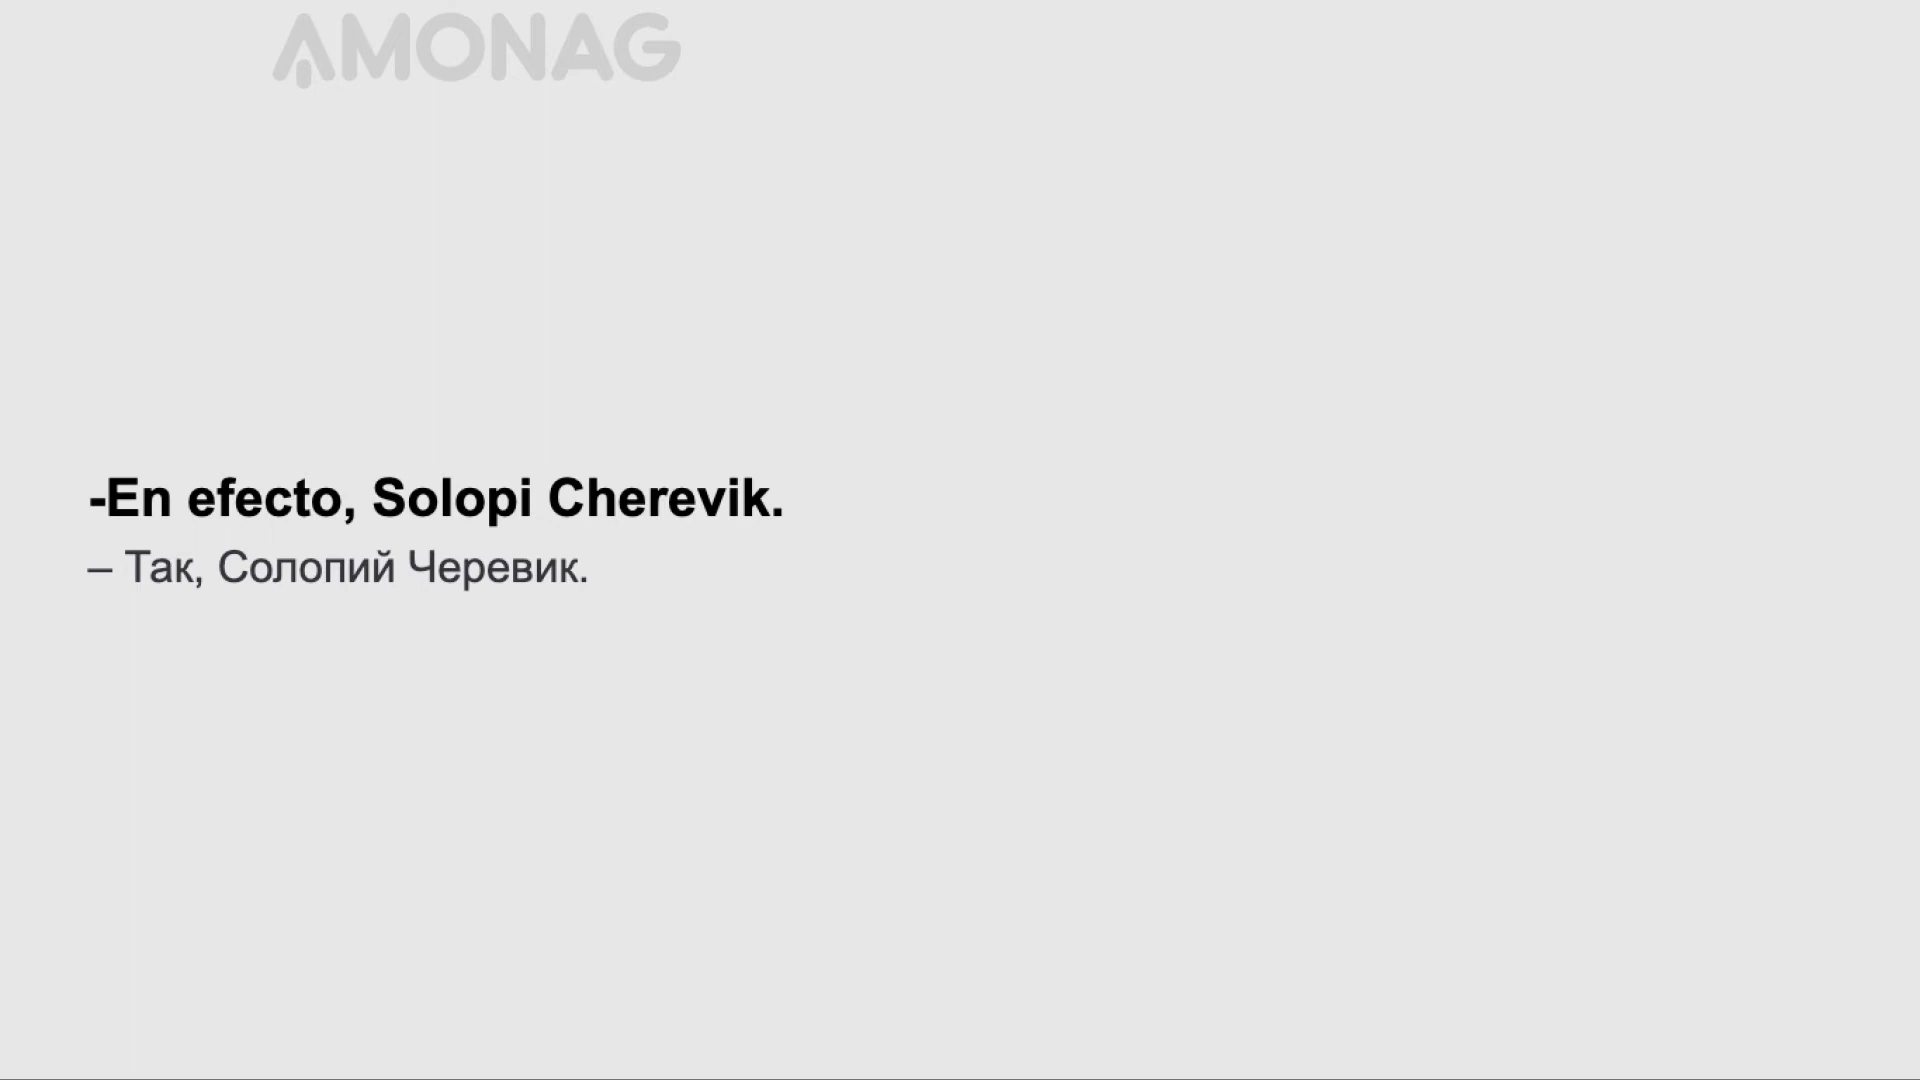 AMONAG
-En efecto, Solopi Cherevik.
– Так, Солопий Черевик.